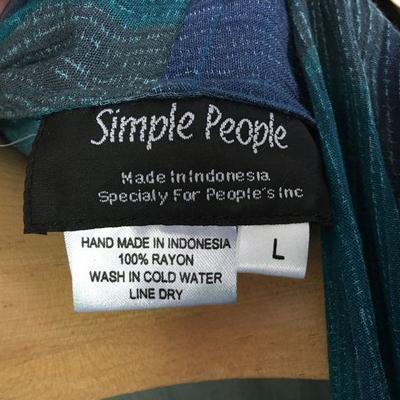 Simple People
Made In Indonesia
Specialy For People's Inc
HAND MADE IN INDONESIA
100% RAYON
WASH IN COLD WATER
LINE DRY
L